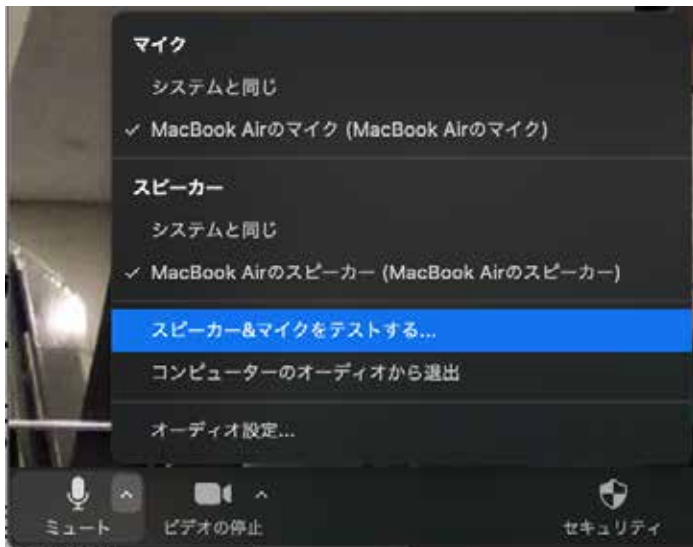 マイク
システムと同じ
✓ MacBook Airのマイク (MacBook Airのマイク)
スピーカー
システムと同じ
✓ MacBook Airのスピーカー (MacBook Airのスピーカー)
スピーカー&マイクをテストする...
コンピューターのオーディオから退出
オーディオ設定...
ミュート
ビデオの停止
セキュリティ